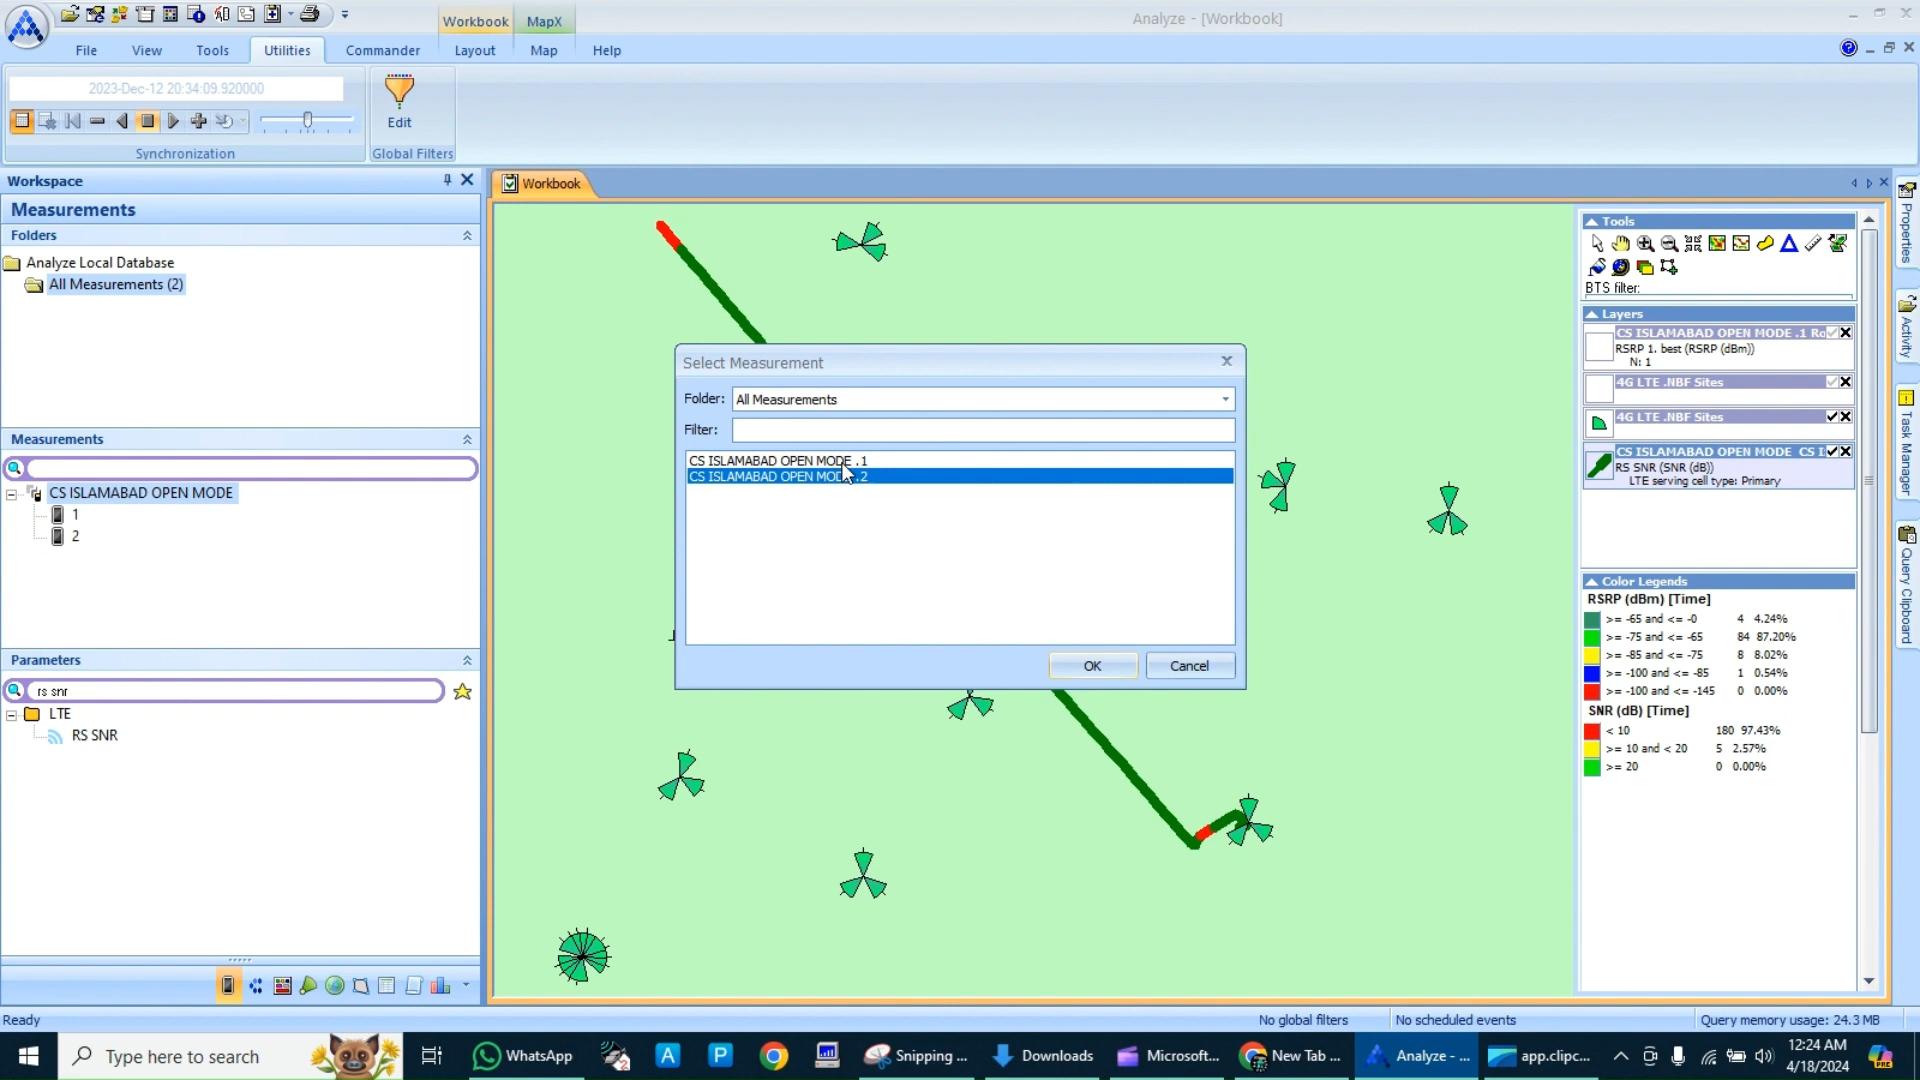 Workbook
MapX
Analyze - [Workbook]
File
View
Tools
Utilities
Commander
Layout
Map
Help
2023-Dec-12 20:34:09.920000
Edit
Synchronization
Global Filters
Workspace
Measurements
Folders
Analyze Local Database
All Measurements (2)
Measurements
CS ISLAMABAD OPEN MODE
1
2
Parameters
rs snr
LTE
RS SNR
Workbook
Select Measurement
Folder: All Measurements
Filter:
CS ISLAMABAD OPEN MODE .1
CS ISLAMABAD OPEN MODE .2
OK
Cancel
Tools
BTS filter:
Layers
CS ISLAMABAD OPEN MODE .1 Ro
RSRP 1. best (RSRP (dBm))
N: 1
4G LTE .NBF Sites
4G LTE .NBF Sites
CS ISLAMABAD OPEN MODE CS I
RS SNR (SNR (dB))
LTE serving cell type: Primary
Color Legends
RSRP (dBm) [Time]
>= -65 and <= -0 4 4.24%
>= -75 and <= -65 84 87.20%
>= -85 and <= -75 8 8.02%
>= -100 and <= -85 1 0.54%
>= -100 and <= -145 0 0.00%
SNR (dB) [Time]
< 10 180 97.43%
>= 10 and < 20 5 2.57%
>= 20 0 0.00%
Properties
Activity
Task Manager
Query Clipboard
Ready
No global filters
No scheduled events
Query memory usage: 24.3 MB
Type here to search
WhatsApp
Snipping ...
Downloads
Microsoft...
New Tab ...
Analyze - ...
app.clipc...
12:24 AM
4/18/2024